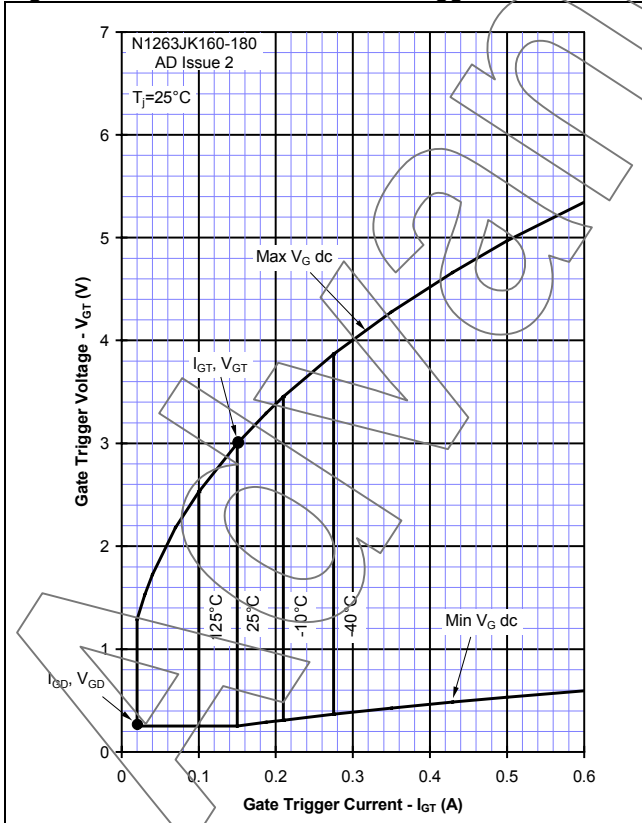 7
N1263JK160-180
AD Issue 2
Tj=25°C
6
5
Max VG dc
4
IGT, VGT
3
2
125°C
25°C
-10°C
-40°C
1
Min VG dc
IGD, VGD
0
0 0.1 0.2 0.3 0.4 0.5 0.6
Gate Trigger Current - IGT (A)
Gate Trigger Voltage - VGT (V)